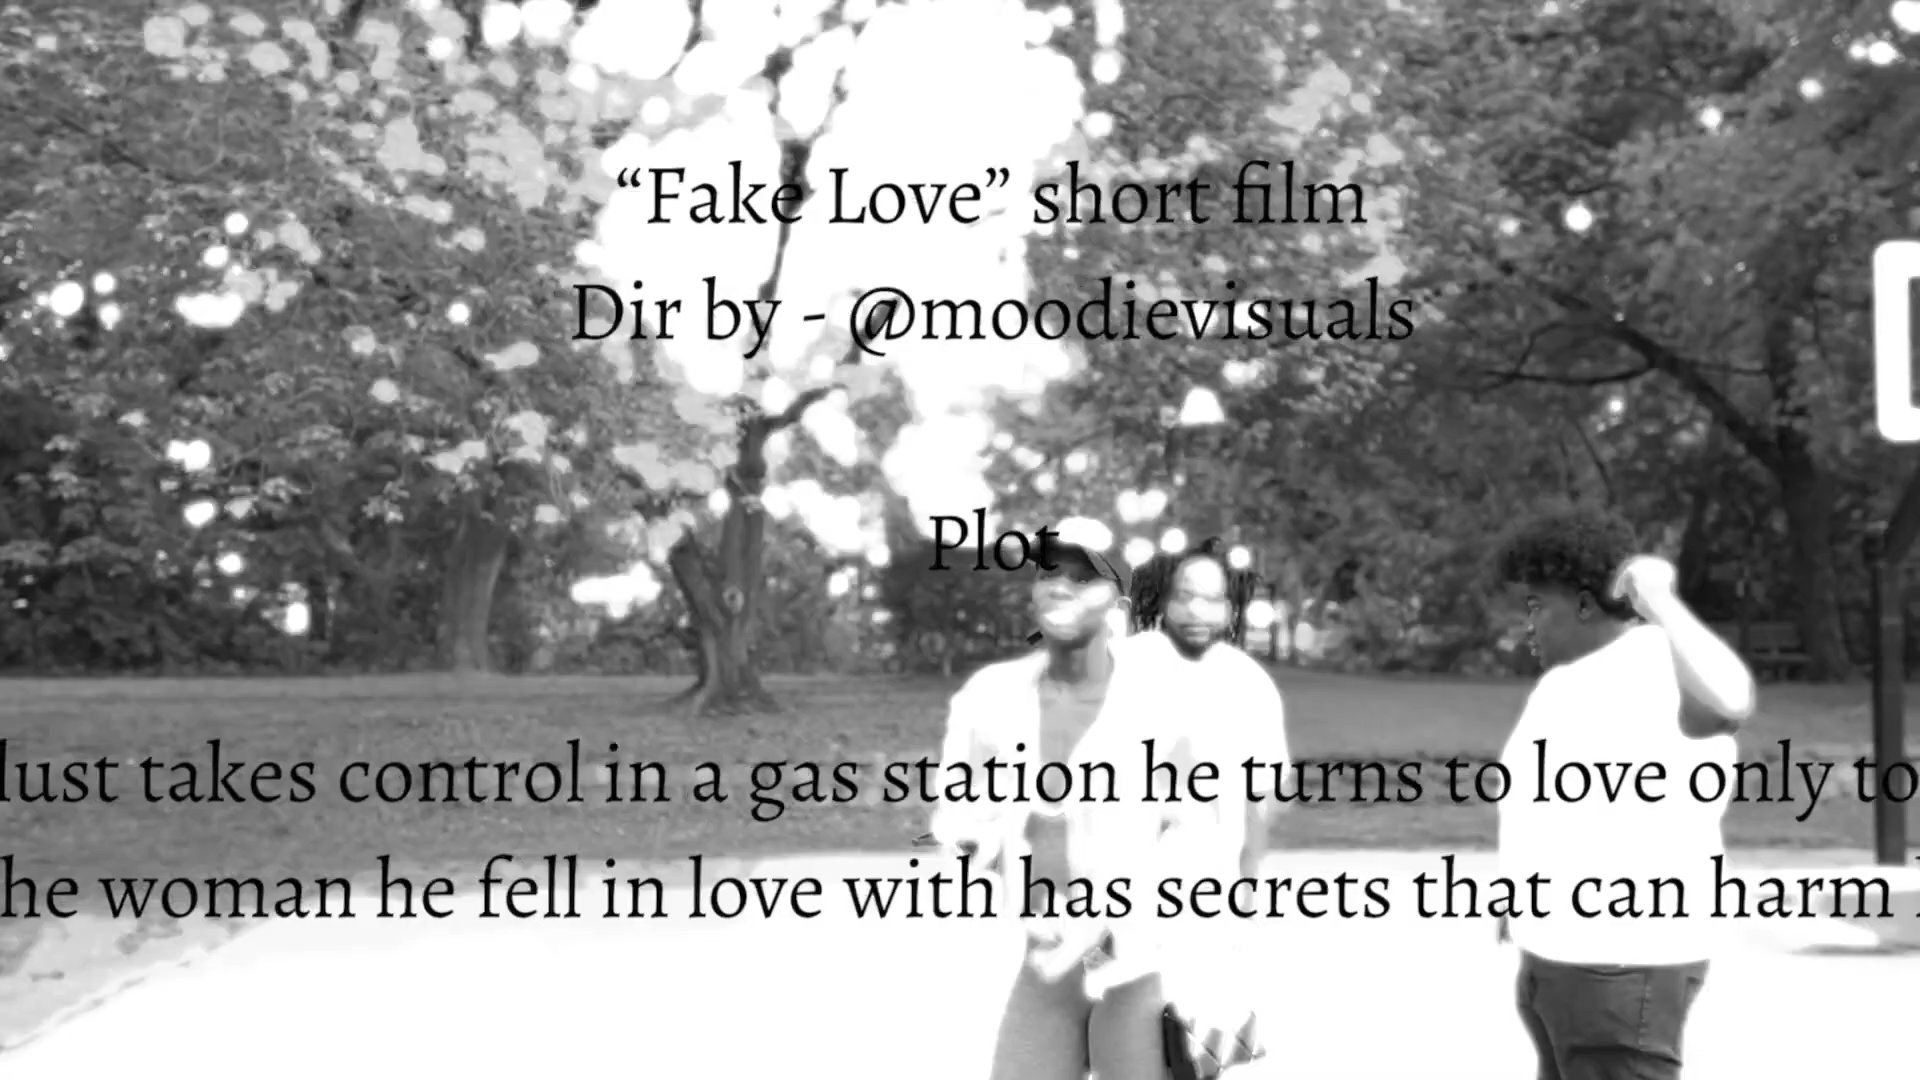 “Fake Love” short film
Dir by - @moodievisuals
Plot
lust takes control in a gas station he turns to love only to
he woman he fell in love with has secrets that can harm